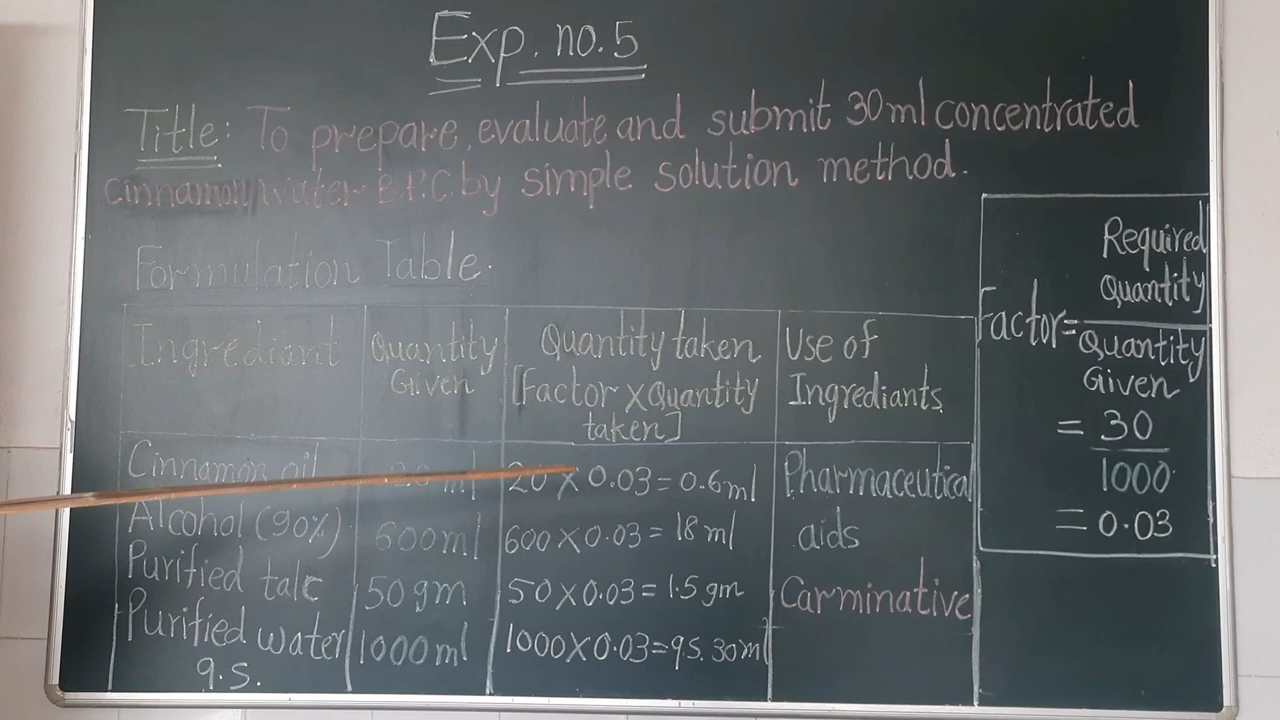 Exp. no. 5
Title: To prepare, evaluate and submit 30ml concentrated
cinnamon water B.P.C. by simple solution method.
Formulation Table.
Ingrediant
Quantity
Given
Quantity taken
[Factor x Quantity
taken]
Use of
Ingrediants
Cinnamon oil
20 ml
20 x 0.03 = 0.6 ml
Pharmaceutical
aids
Alcohol (90%)
600 ml
600 x 0.03 = 18 ml
Purified talc
50 gm
50 x 0.03 = 1.5 gm
Carminative
Purified water
q.s.
1000 ml
1000 x 0.03 = q.s. 30 ml
Required
Quantity
Factor =
Quantity
Given
= 30
1000
= 0.03